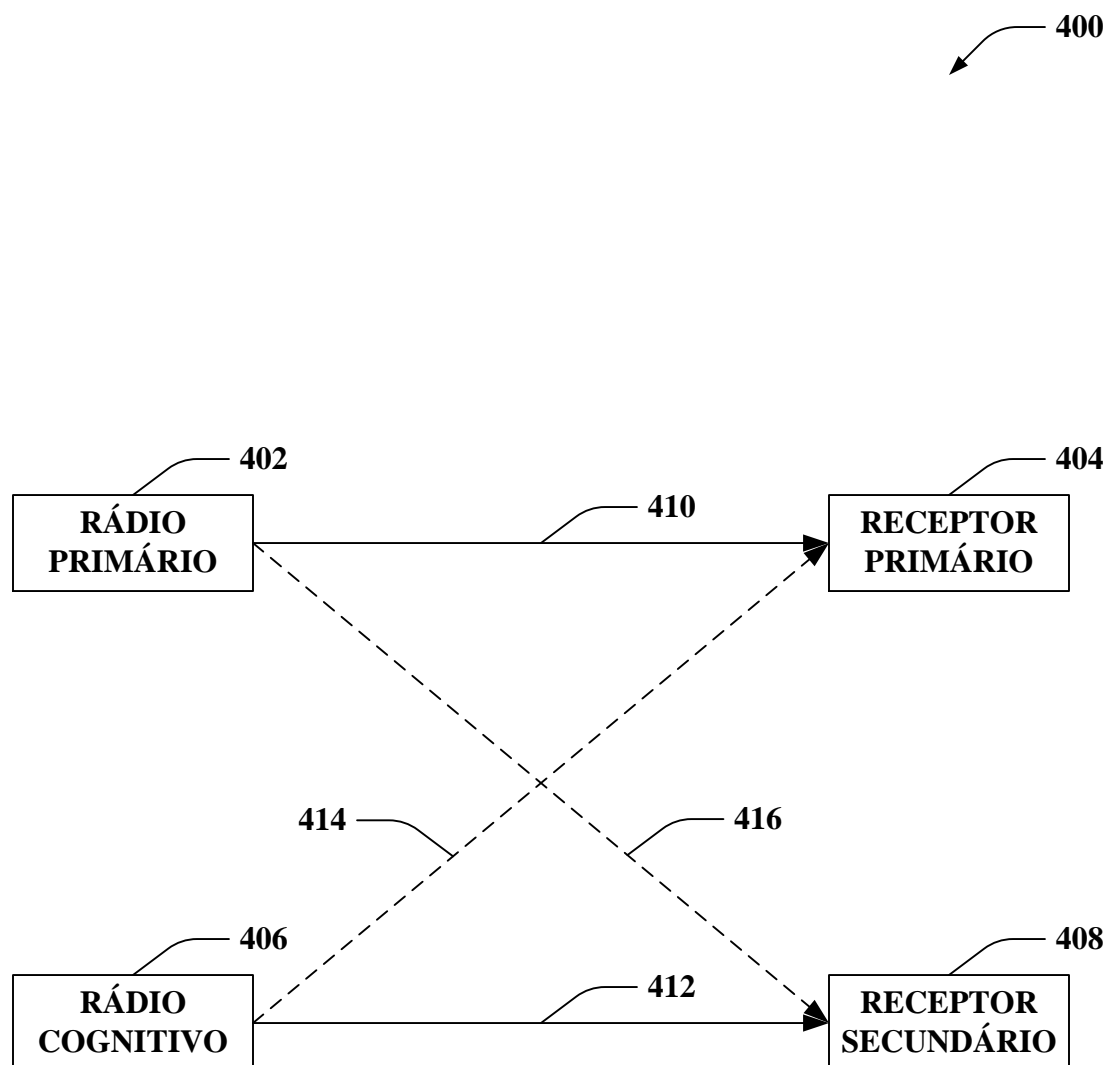 400
402
404
RÁDIO
PRIMÁRIO
410
RECEPTOR
PRIMÁRIO
414
416
406
408
RÁDIO
COGNITIVO
412
RECEPTOR
SECUNDÁRIO